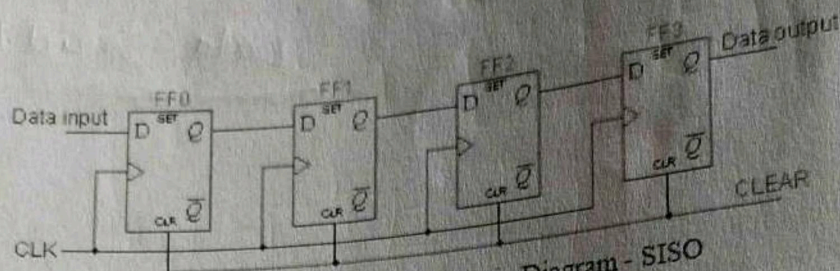 FF0 FF1 FF2 FF3
Data input D SET Q D SET Q D SET Q D SET Q Data output
CLR Q̅ CLR Q̅ CLR Q̅ CLR Q̅
CLEAR
CLK
Diagram - SISO